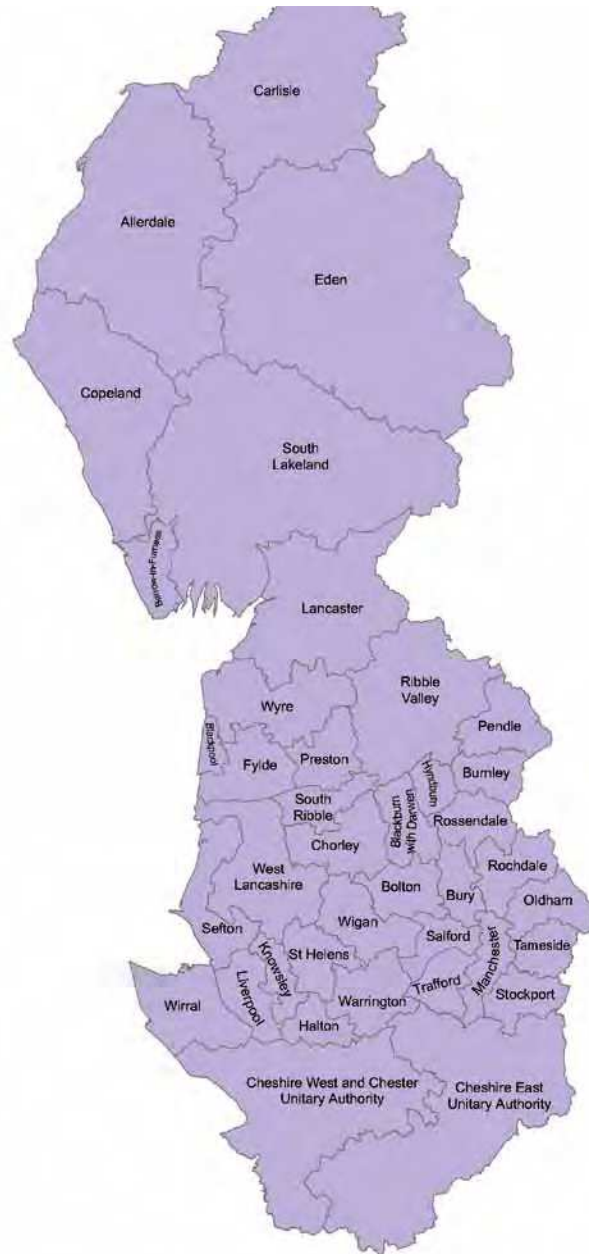 Carlisle
Allerdale
Eden
Copeland
South
Lakeland
Barrow-in-Furness
Lancaster
Ribble
Valley
Wyre
Pendle
Blackpool
Fylde
Preston
Hyndburn
Burnley
South
Ribble
Blackburn
with Darwen
Rossendale
Chorley
West
Lancashire
Rochdale
Bolton
Bury
Oldham
Wigan
Sefton
Salford
Manchester
Tameside
St Helens
Knowsley
Liverpool
Trafford
Stockport
Wirral
Warrington
Halton
Cheshire West and Chester
Unitary Authority
Cheshire East
Unitary Authority